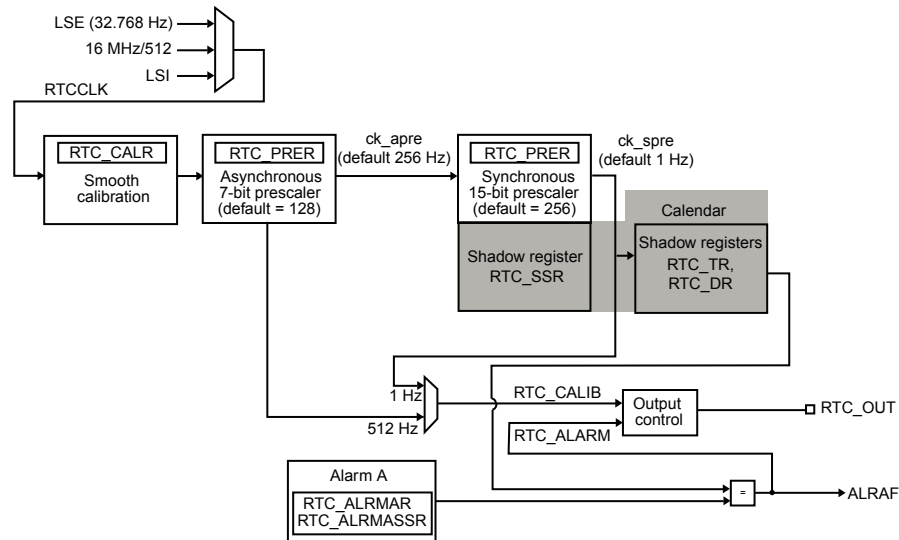 LSE (32.768 Hz)
16 MHz/512
LSI
RTCCLK
RTC_CALR
Smooth
calibration
RTC_PRER
Asynchronous
7-bit prescaler
(default = 128)
ck_apre
(default 256 Hz)
RTC_PRER
Synchronous
15-bit prescaler
(default = 256)
ck_spre
(default 1 Hz)
Calendar
Shadow register
RTC_SSR
Shadow registers
RTC_TR,
RTC_DR
1 Hz
512 Hz
RTC_CALIB
RTC_ALARM
Output
control
RTC_OUT
Alarm A
RTC_ALRMAR
RTC_ALRMASSR
=
ALRAF